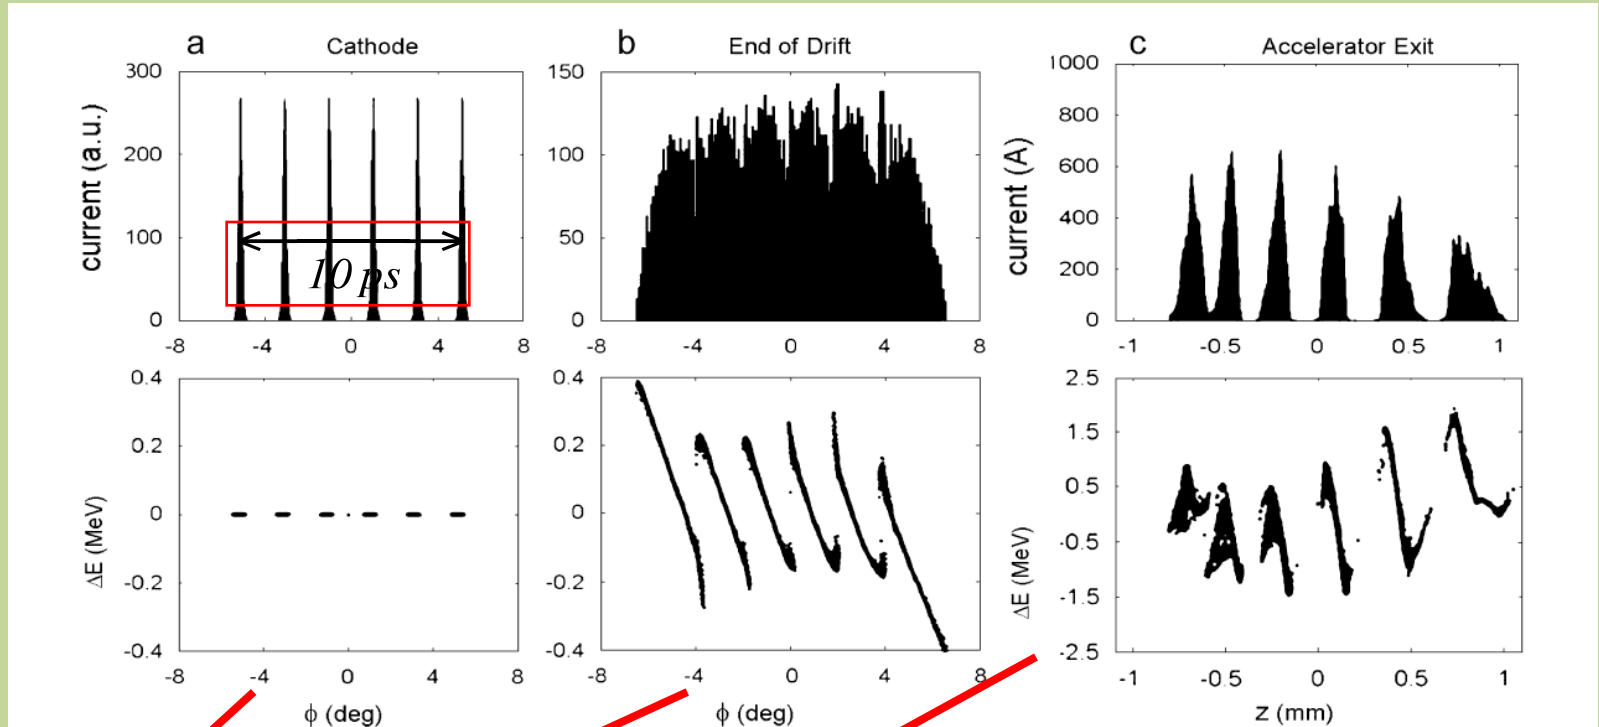 a Cathode
300
200
100
0
current (a.u.)
10 ps
-8 -4 0 4 8
0.4
0.2
0
-0.2
-0.4
ΔE (MeV)
-8 -4 0 4 8
ϕ (deg)
b End of Drift
150
100
50
0
-8 -4 0 4 8
0.4
0.2
0
-0.2
-0.4
-8 -4 0 4 8
ϕ (deg)
c Accelerator Exit
1000
800
600
400
200
0
current (A)
-1 -0.5 0 0.5 1
2.5
1.5
0.5
-0.5
-1.5
-2.5
ΔE (MeV)
-1 -0.5 0 0.5 1
z (mm)